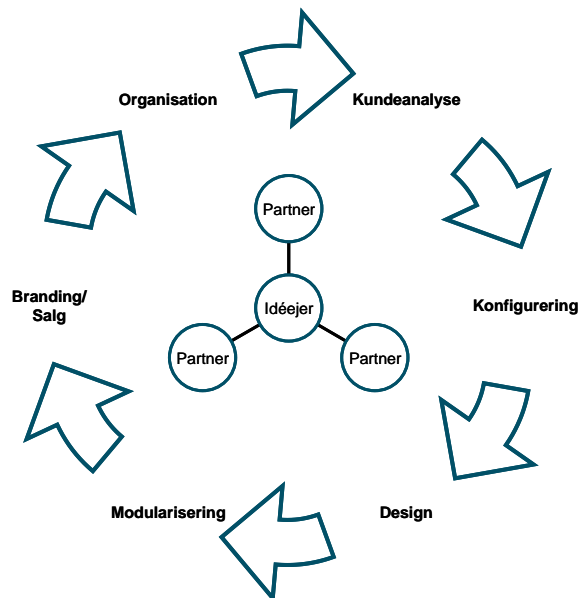 Organisation
Kundeanalyse
Partner
Branding/
Salg
Idéejer
Konfigurering
Partner
Partner
Modularisering
Design